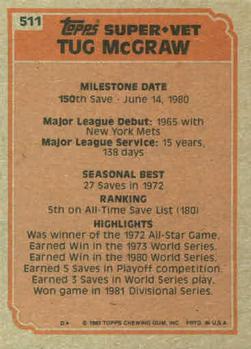 511
Topps SUPER•VET
TUG McGRAW
MILESTONE DATE
150th Save - June 14, 1980
Major League Debut: 1965 with
New York Mets
Major League Service: 15 years,
138 days
SEASONAL BEST
27 Saves in 1972
RANKING
5th on All-Time Save List (180)
HIGHLIGHTS
Was winner of the 1972 All-Star Game.
Earned Win in the 1973 World Series.
Earned Win in the 1980 World Series.
Earned 5 Saves in Playoff competition.
Earned 3 Saves in World Series play.
Won game in 1981 Divisional Series.
D* © 1983 TOPPS CHEWING GUM, INC. PRTD. IN U.S.A.